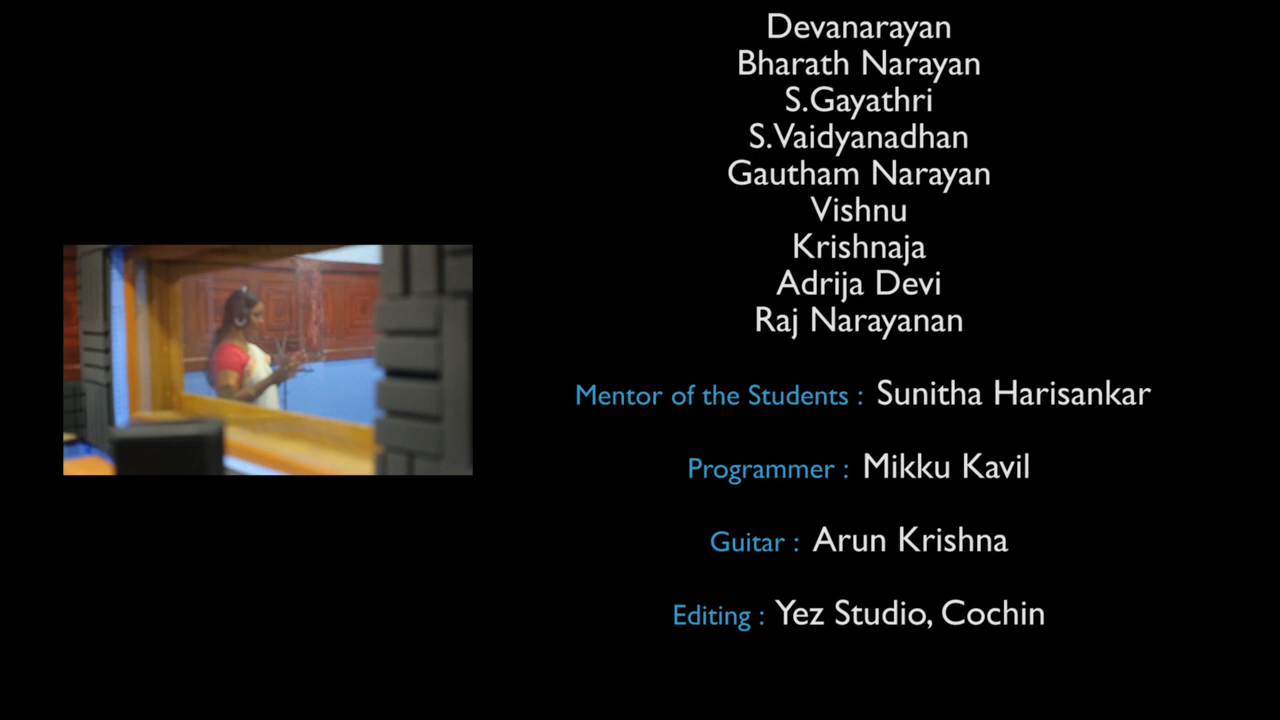 Devanarayan
Bharath Narayan
S.Gayathri
S.Vaidyanadhan
Gautham Narayan
Vishnu
Krishnaja
Adrija Devi
Raj Narayanan
Mentor of the Students : Sunitha Harisankar
Programmer : Mikku Kavil
Guitar : Arun Krishna
Editing : Yez Studio, Cochin